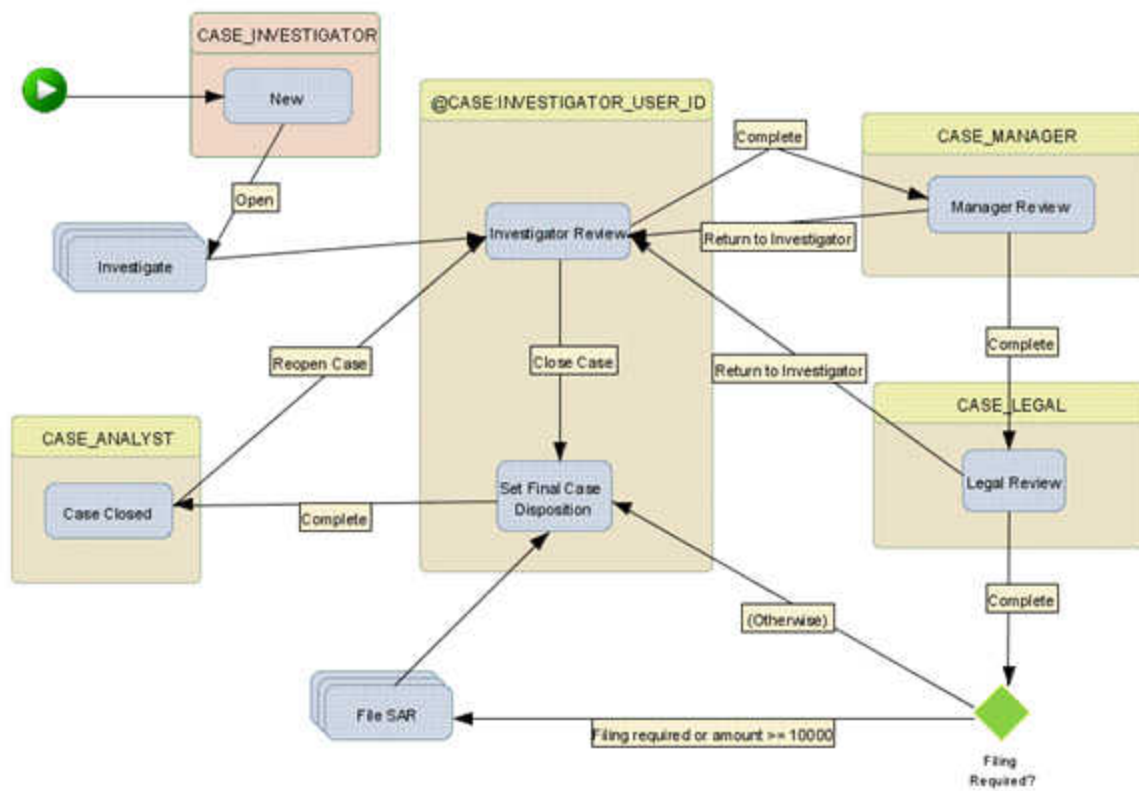 CASE_INVESTIGATOR
New
@CASE:INVESTIGATOR_USER_ID
CASE_MANAGER
Complete
Open
Manager Review
Investigator Review
Return to Investigator
Investigate
Complete
Reopen Case
Close Case
Return to Investigator
CASE_LEGAL
CASE_ANALYST
Legal Review
Set Final Case
Disposition
Case Closed
Complete
Complete
(Otherwise)
File SAR
Filing required or amount >= 10000
Filing
Required?